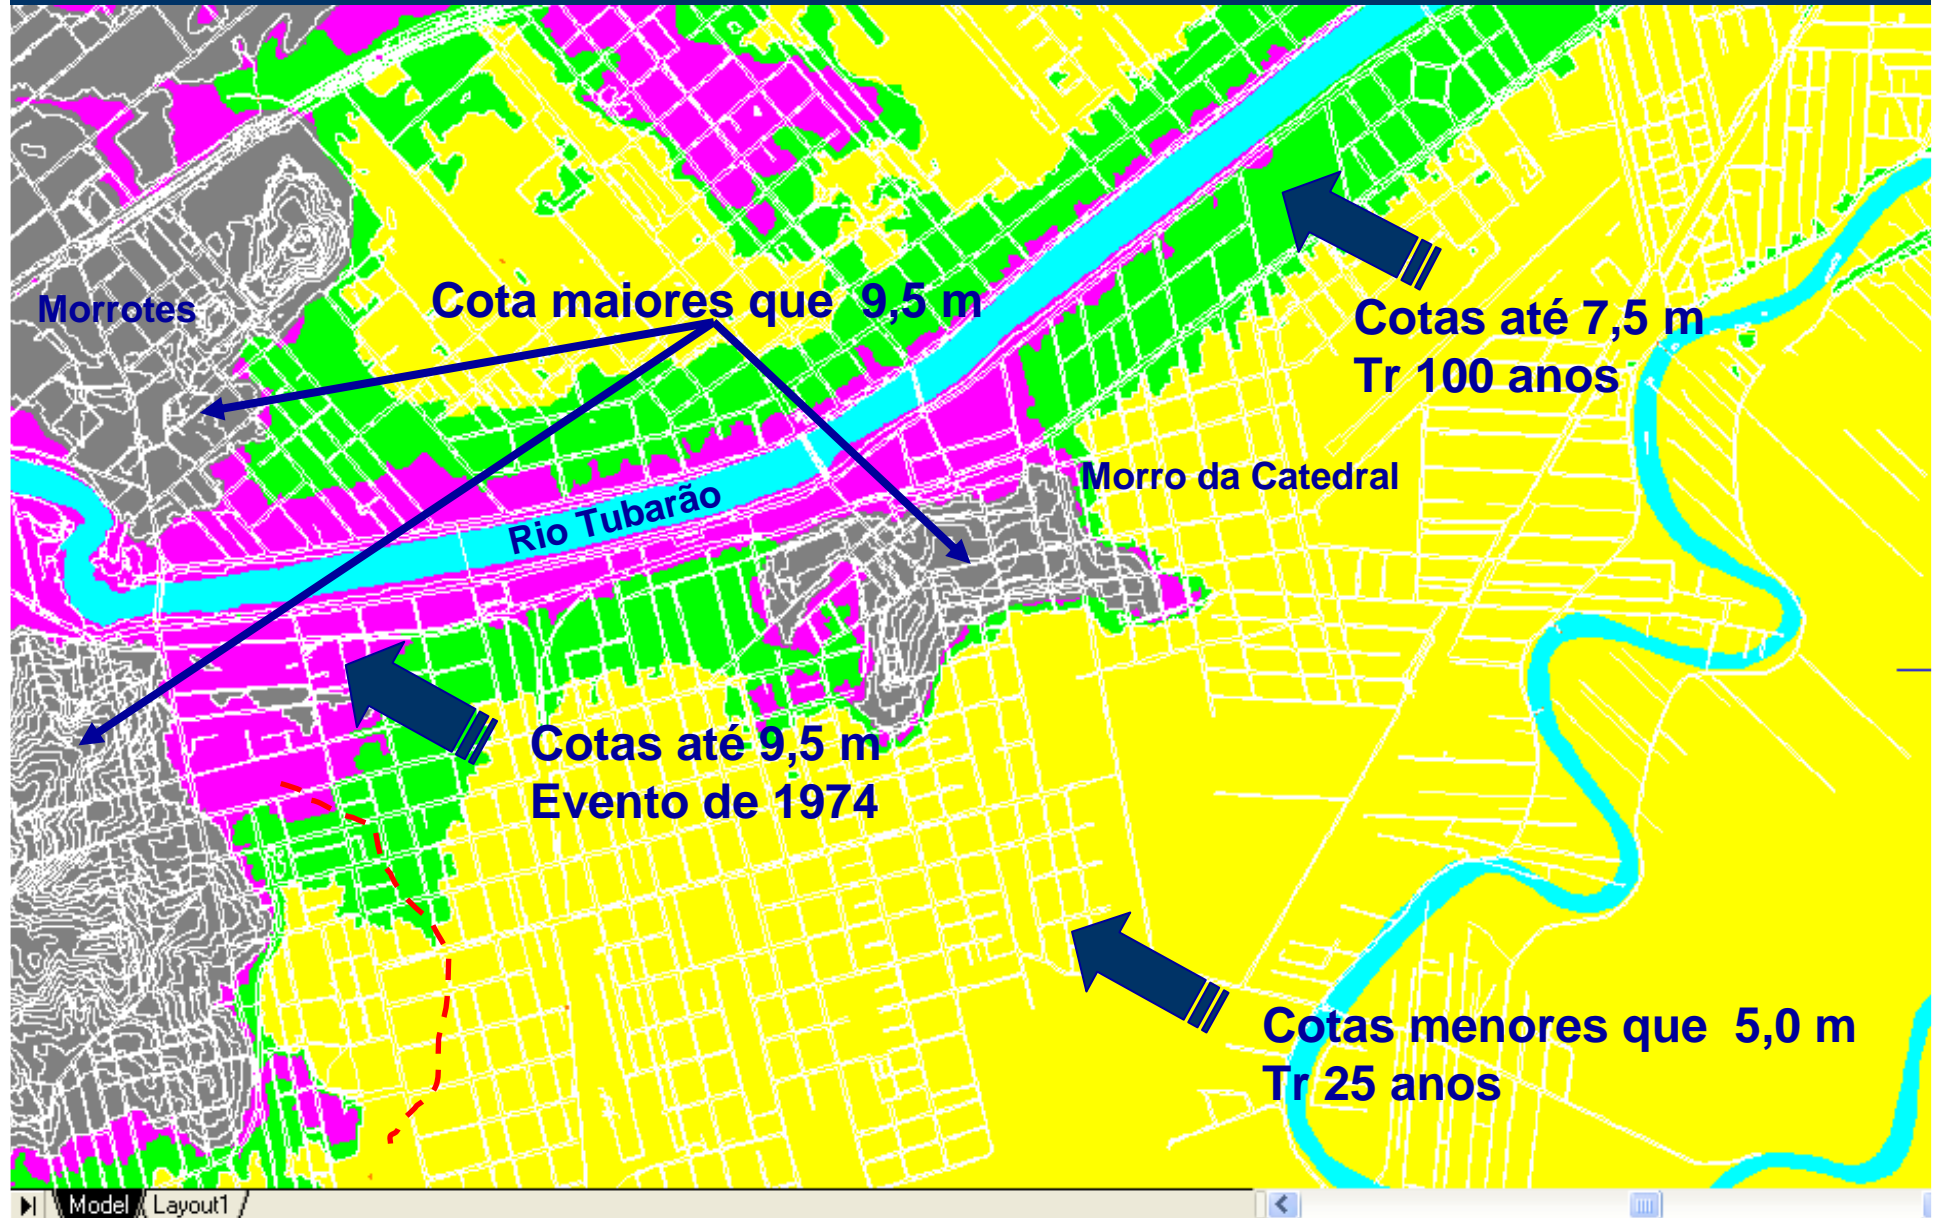 Morrotes
Cota maiores que 9,5 m
Cotas até 7,5 m
Tr 100 anos
Morro da Catedral
Rio Tubarão
Cotas até 9,5 m
Evento de 1974
Cotas menores que 5,0 m
Tr 25 anos
Model Layout1